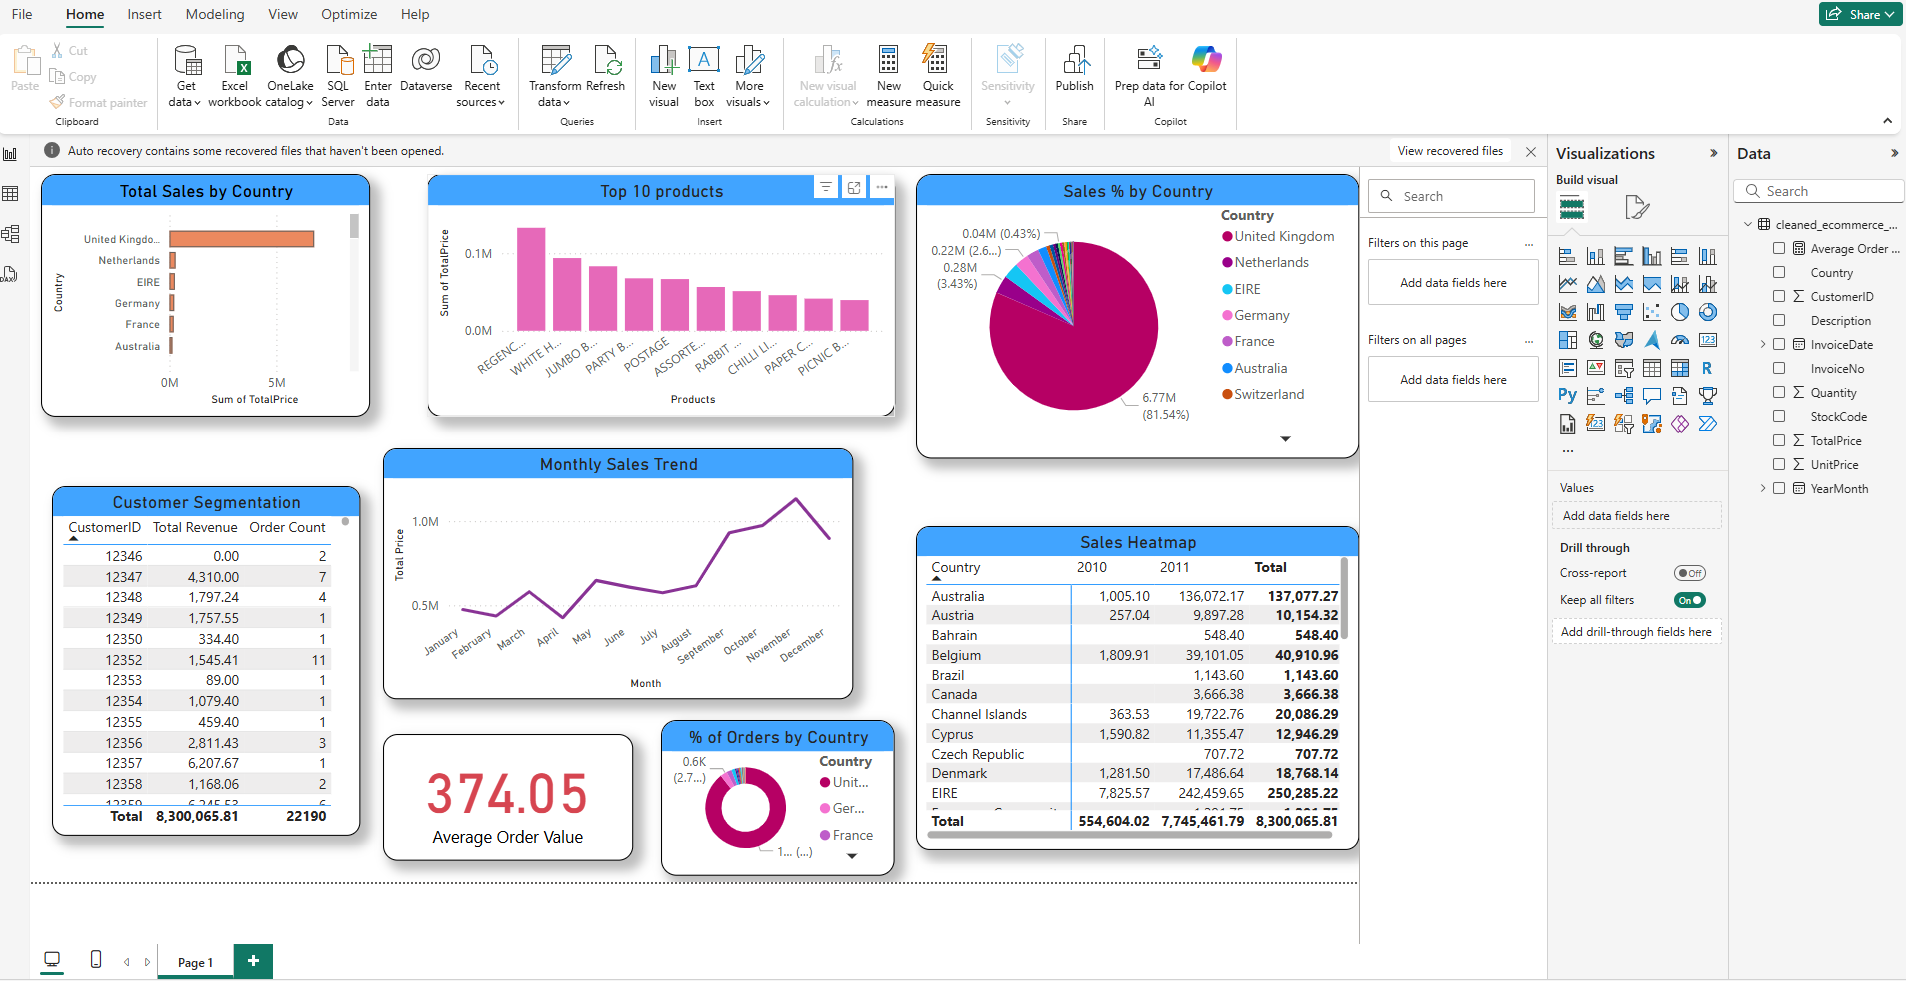 File Home Insert Modeling View Optimize Help
Share
Paste
Cut
Copy
Format painter
Clipboard
Get data
Excel workbook
OneLake catalog
SQL Server
Enter data
Dataverse
Recent sources
Data
Transform data
Refresh
Queries
New visual
Text box
More visuals
Insert
New visual calculation
New measure
Quick measure
Calculations
Sensitivity
Sensitivity
Publish
Share
Prep data for AI
Copilot
Copilot
Auto recovery contains some recovered files that haven't been opened.
View recovered files
Total Sales by Country
Country
United Kingdo...
Netherlands
EIRE
Germany
France
Australia
0M 5M
Sum of TotalPrice
Top 10 products
Sum of TotalPrice
0.1M
0.0M
REGENC...
WHITE H...
JUMBO B...
PARTY B...
POSTAGE
ASSORTE...
RABBIT ...
CHILLI LI...
PAPER C...
PICNIC B...
Products
Sales % by Country
0.04M (0.43%)
0.22M (2.6...)
0.28M
(3.43%)
6.77M
(81.54%)
Country
United Kingdom
Netherlands
EIRE
Germany
France
Australia
Switzerland
Customer Segmentation
CustomerID Total Revenue Order Count
12346 0.00 2
12347 4,310.00 7
12348 1,797.24 4
12349 1,757.55 1
12350 334.40 1
12352 1,545.41 11
12353 89.00 1
12354 1,079.40 1
12355 459.40 1
12356 2,811.43 3
12357 6,207.67 1
12358 1,168.06 2
12359 6,245.53 6
Total 8,300,065.81 22190
Monthly Sales Trend
Total Price
1.0M
0.5M
January
February
March
April
May
June
July
August
September
October
November
December
Month
374.05
Average Order Value
% of Orders by Country
0.6K
(2.7...)
1... (...)
Country
Unit...
Ger...
France
Sales Heatmap
Country 2010 2011 Total
Australia 1,005.10 136,072.17 137,077.27
Austria 257.04 9,897.28 10,154.32
Bahrain 548.40 548.40
Belgium 1,809.91 39,101.05 40,910.96
Brazil 1,143.60 1,143.60
Canada 3,666.38 3,666.38
Channel Islands 363.53 19,722.76 20,086.29
Cyprus 1,590.82 11,355.47 12,946.29
Czech Republic 707.72 707.72
Denmark 1,281.50 17,486.64 18,768.14
EIRE 7,825.57 242,459.65 250,285.22
Total 554,604.02 7,745,461.79 8,300,065.81
Search
Filters on this page ...
Add data fields here
Filters on all pages ...
Add data fields here
Visualizations
Build visual
123
R
Py
123
...
Values
Add data fields here
Drill through
Cross-report Off
Keep all filters On
Add drill-through fields here
Data
Search
cleaned_ecommerce_...
Average Order ...
Country
CustomerID
Description
InvoiceDate
InvoiceNo
Quantity
StockCode
TotalPrice
UnitPrice
YearMonth
DAX
Page 1